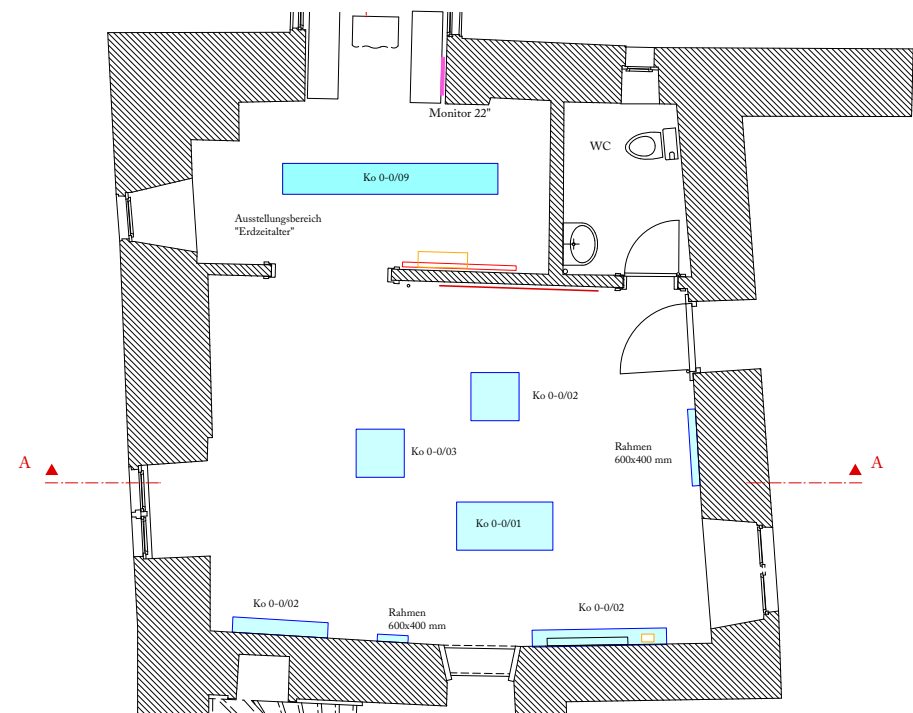 Monitor 22"
WC
Ko 0-0/09
Ausstellungsbereich
"Erdzeitalter"
Ko 0-0/02
Ko 0-0/03
Rahmen
600x400 mm
A
A
Ko 0-0/01
Ko 0-0/02
Rahmen
600x400 mm
Ko 0-0/02